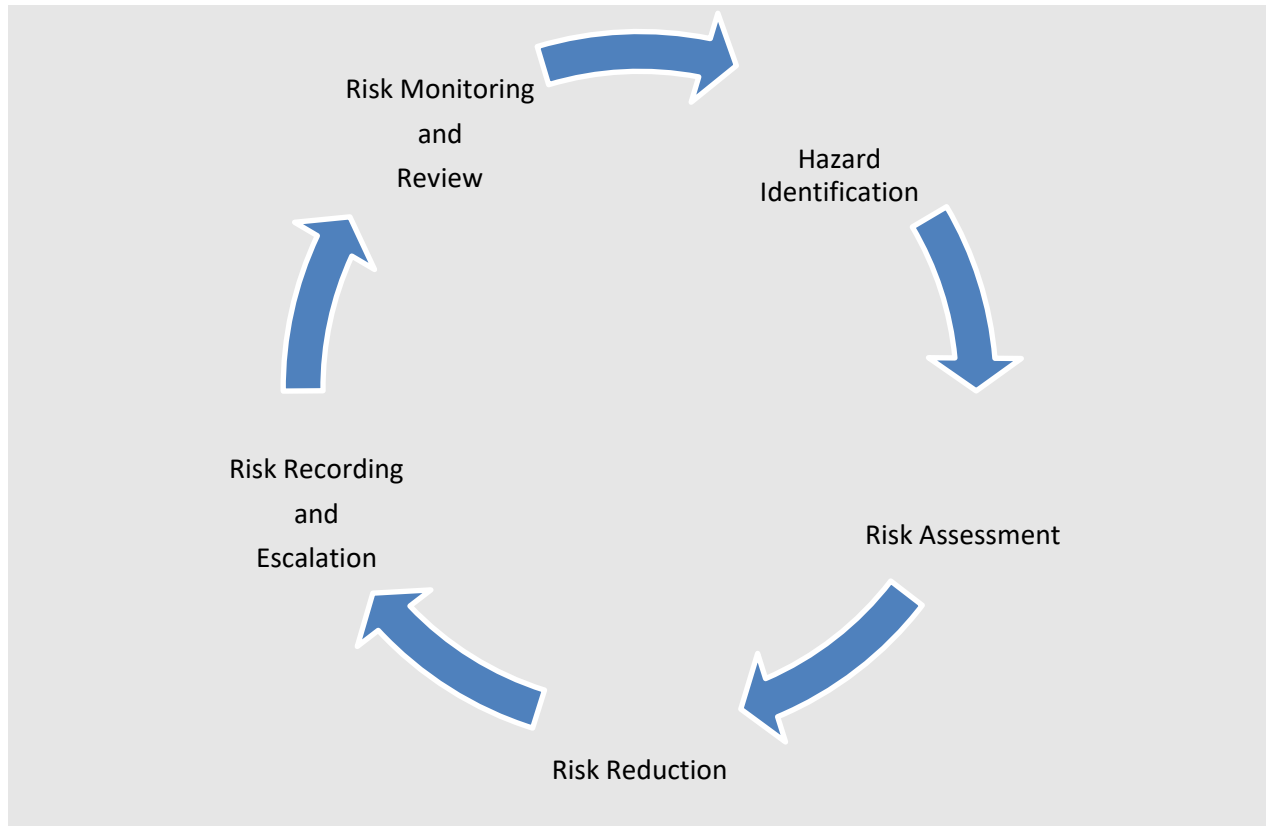 Risk Monitoring
and
Review
Hazard
Identification
Risk Assessment
Risk Reduction
Risk Recording
and
Escalation